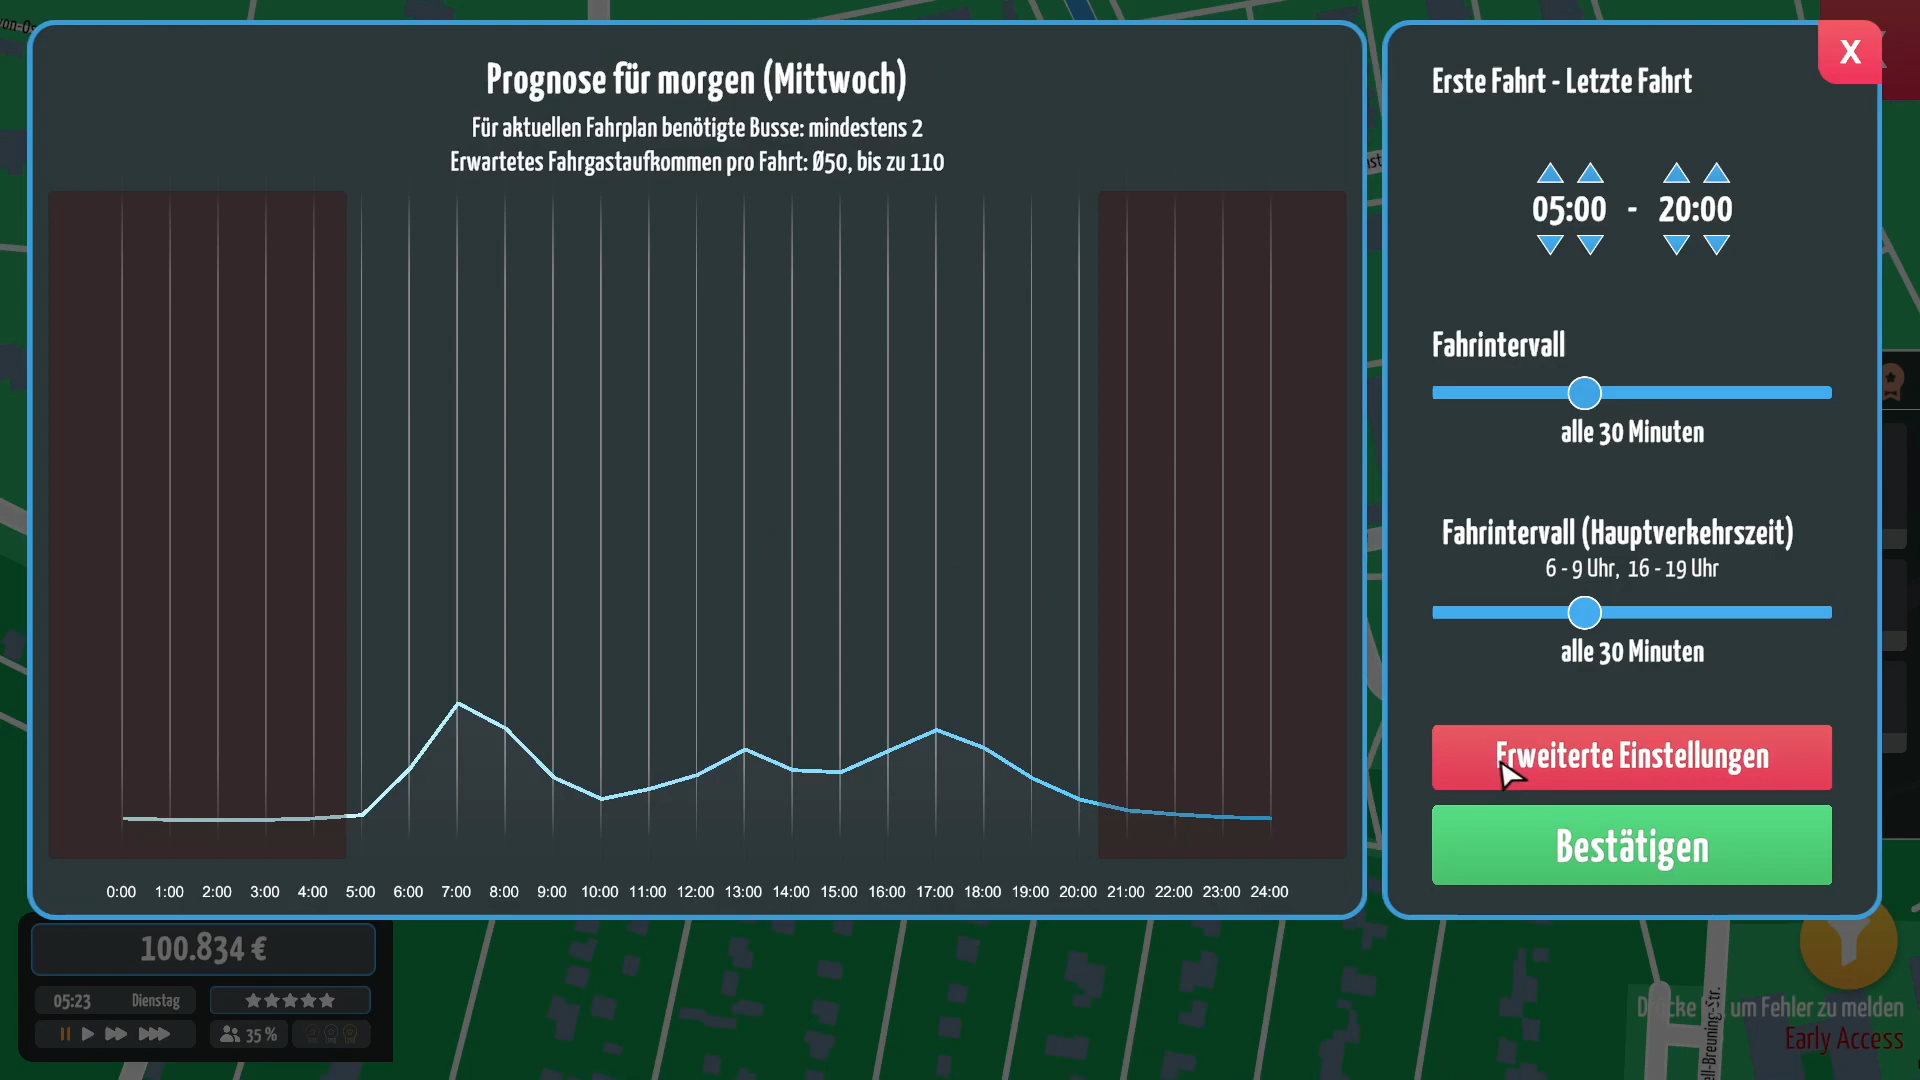 Prognose für morgen (Mittwoch)
Für aktuellen Fahrplan benötigte Busse: mindestens 2
Erwartetes Fahrgastaufkommen pro Fahrt: Ø50, bis zu 110
0:00 1:00 2:00 3:00 4:00 5:00 6:00 7:00 8:00 9:00 10:00 11:00 12:00 13:00 14:00 15:00 16:00 17:00 18:00 19:00 20:00 21:00 22:00 23:00 24:00
X
Erste Fahrt - Letzte Fahrt
05:00 - 20:00
Fahrintervall
alle 30 Minuten
Fahrintervall (Hauptverkehrszeit)
6 - 9 Uhr, 16 - 19 Uhr
alle 30 Minuten
Erweiterte Einstellungen
Bestätigen
100.834 €
05:23 Dienstag
35 %
um Fehler zu melden
Early Access